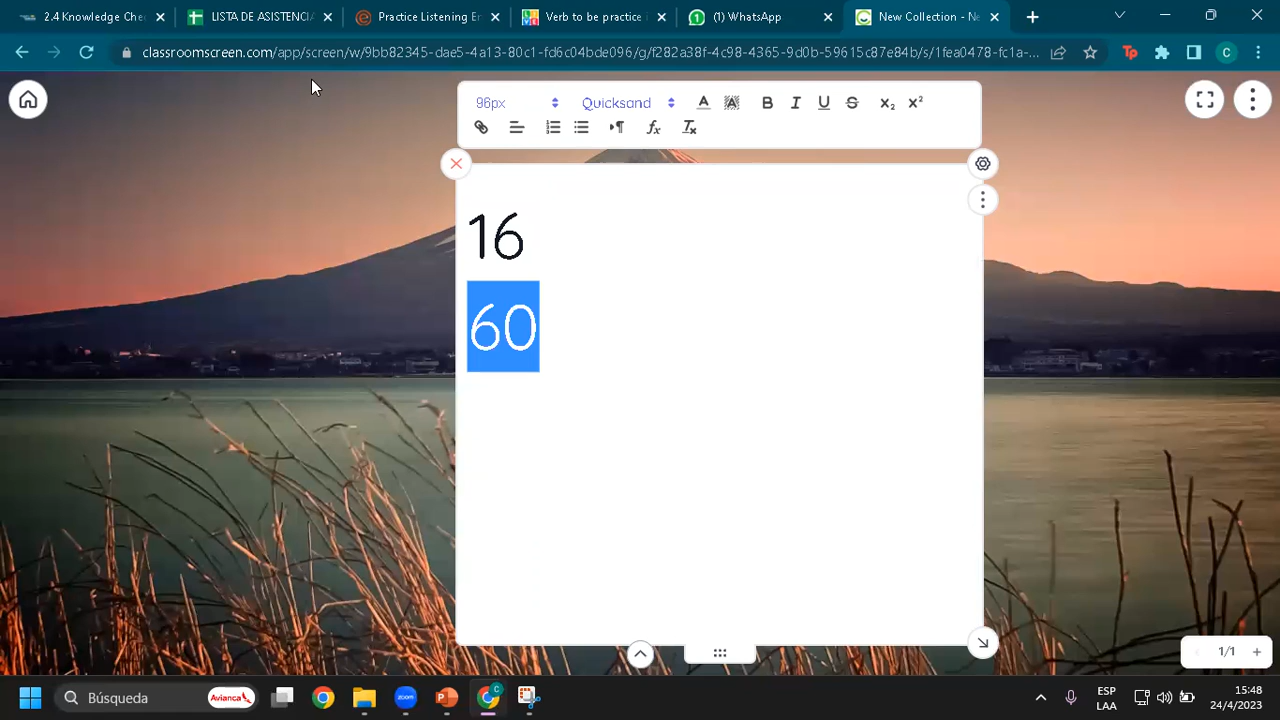 2.4 Knowledge Che
LISTA DE ASISTENCIA
Practice Listening En
Verb to be practice i
(1) WhatsApp
New Collection - Ne
classroomscreen.com/app/screen/w/9bb82345-dae5-4a13-80c1-fd6c04bde096/g/f282a38f-4c98-4365-9d0b-59615c87e84b/s/1fea0478-fc1a-...
C
96px
Quicksand
16
60
1/1
Búsqueda
Avianca
ESP
LAA
15:48
24/4/2023